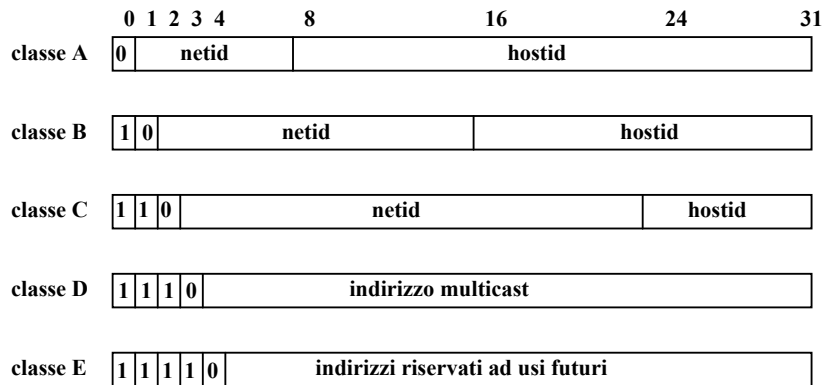 0 1 2 3 4 8 16 24 31
classe A 0 netid hostid
classe B 1 0 netid hostid
classe C 1 1 0 netid hostid
classe D 1 1 1 0 indirizzo multicast
classe E 1 1 1 1 0 indirizzi riservati ad usi futuri